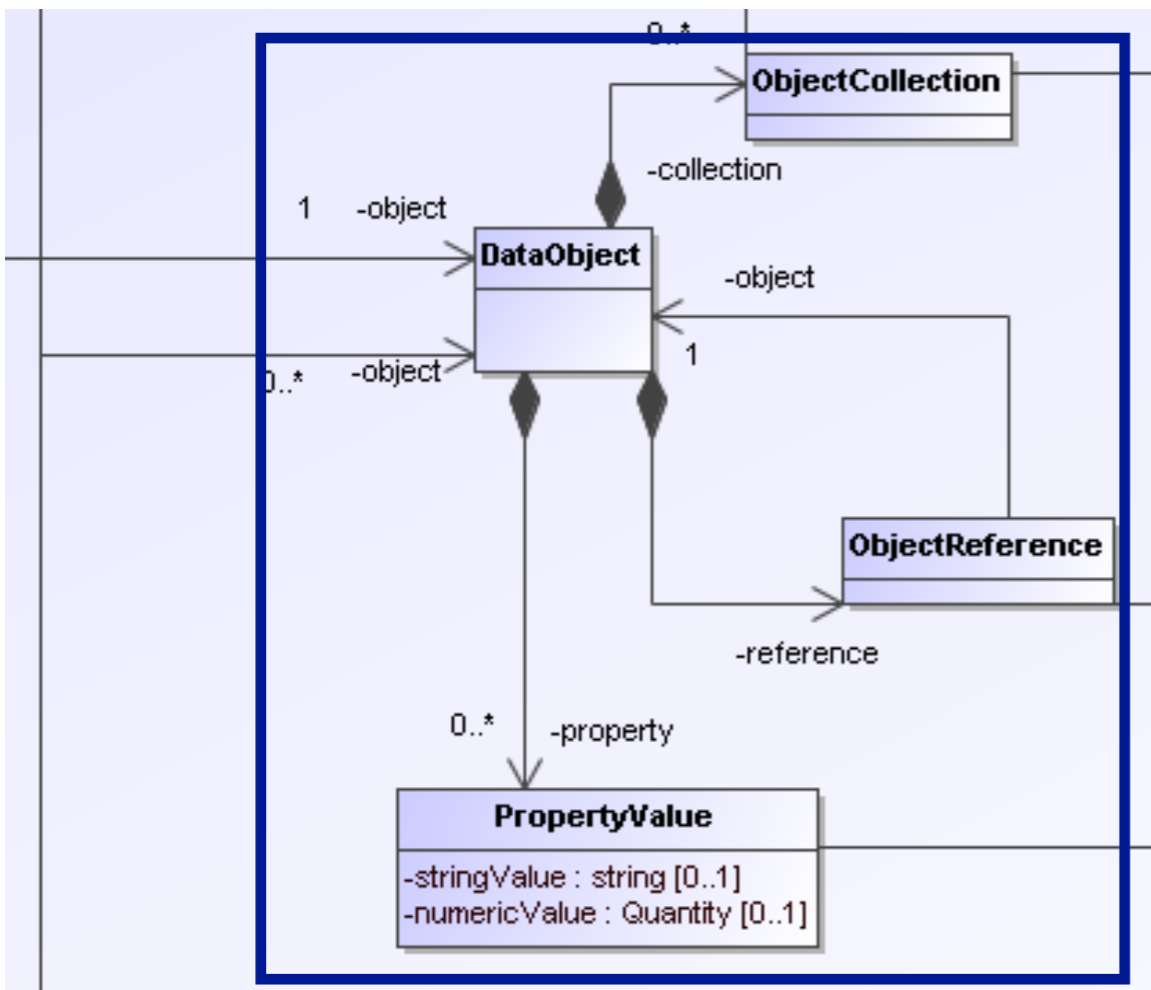 0..*
ObjectCollection
-collection
1 -object
DataObject
-object
1
0..* -object
ObjectReference
-reference
0..* -property
PropertyValue
-stringValue : string [0..1]
-numericValue : Quantity [0..1]